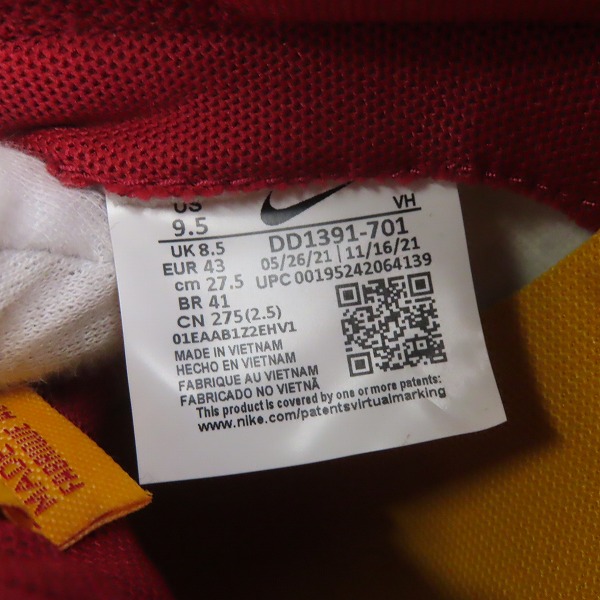 US
VH
9.5
UK 8.5
DD1391-701
EUR 43
05/26/21 | 11/16/21
cm 27.5
UPC 00195242064139
BR 41
CN 275(2.5)
01EAAB1Z2EHV1
MADE IN VIETNAM
HECHO EN VIETNAM
FABRIQUE AU VIETNAM
FABRICADO NO VIETNÃ
This product is covered by one or more patents:
www.nike.com/patentsvirtualmarking
MADE
FABRIQUÉ